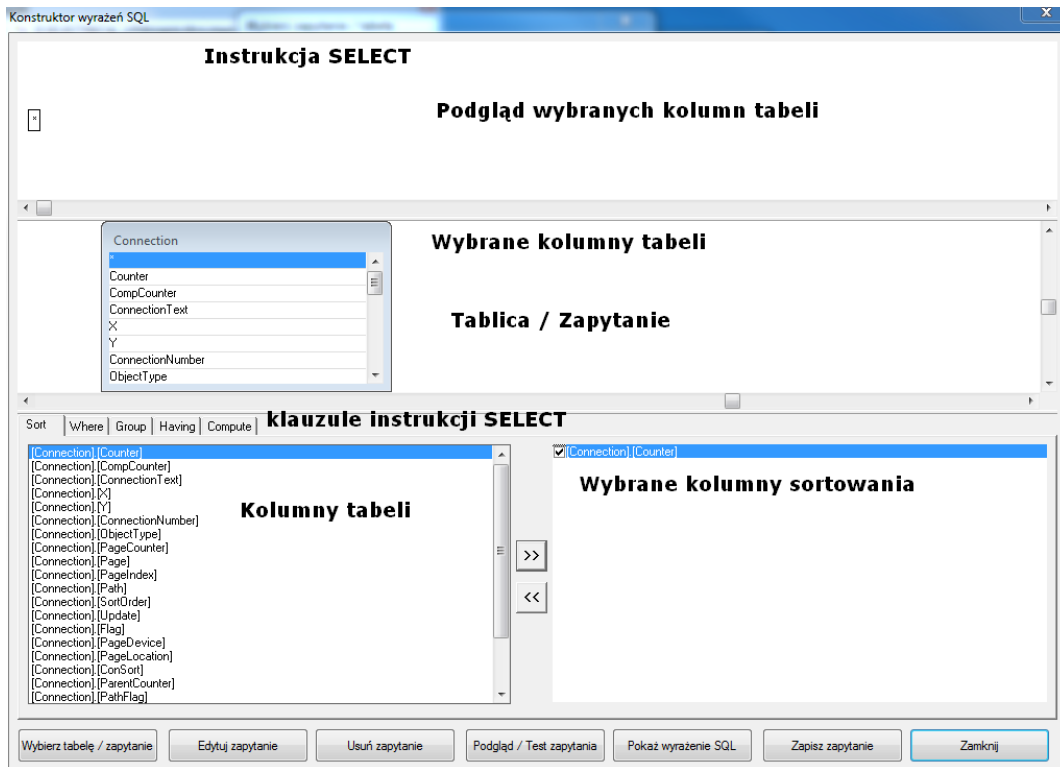 Konstruktor wyrażeń SQL
Wybierz zapytanie / tabelę
x
Instrukcja SELECT
Podgląd wybranych kolumn tabeli
*
Connection
Wybrane kolumny tabeli
*
Counter
CompCounter
ConnectionText
X
Tablica / Zapytanie
Y
ConnectionNumber
ObjectType
klauzule instrukcji SELECT
Sort Where Group Having Compute
[Connection].[Counter]
[Connection].[CompCounter]
[Connection].[ConnectionText]
[Connection].[X]
[Connection].[Y]
[Connection].[ConnectionNumber]
[Connection].[ObjectType]
[Connection].[PageCounter]
[Connection].[Page]
[Connection].[PageIndex]
[Connection].[Path]
[Connection].[SortOrder]
[Connection].[Update]
[Connection].[Flag]
[Connection].[PageDevice]
[Connection].[PageLocation]
[Connection].[ConSort]
[Connection].[ParentCounter]
[Connection].[PathFlag]
Kolumny tabeli
>>
<<
[Connection].[Counter]
Wybrane kolumny sortowania
Wybierz tabelę / zapytanie
Edytuj zapytanie
Usuń zapytanie
Podgląd / Test zapytania
Pokaż wyrażenie SQL
Zapisz zapytanie
Zamknij